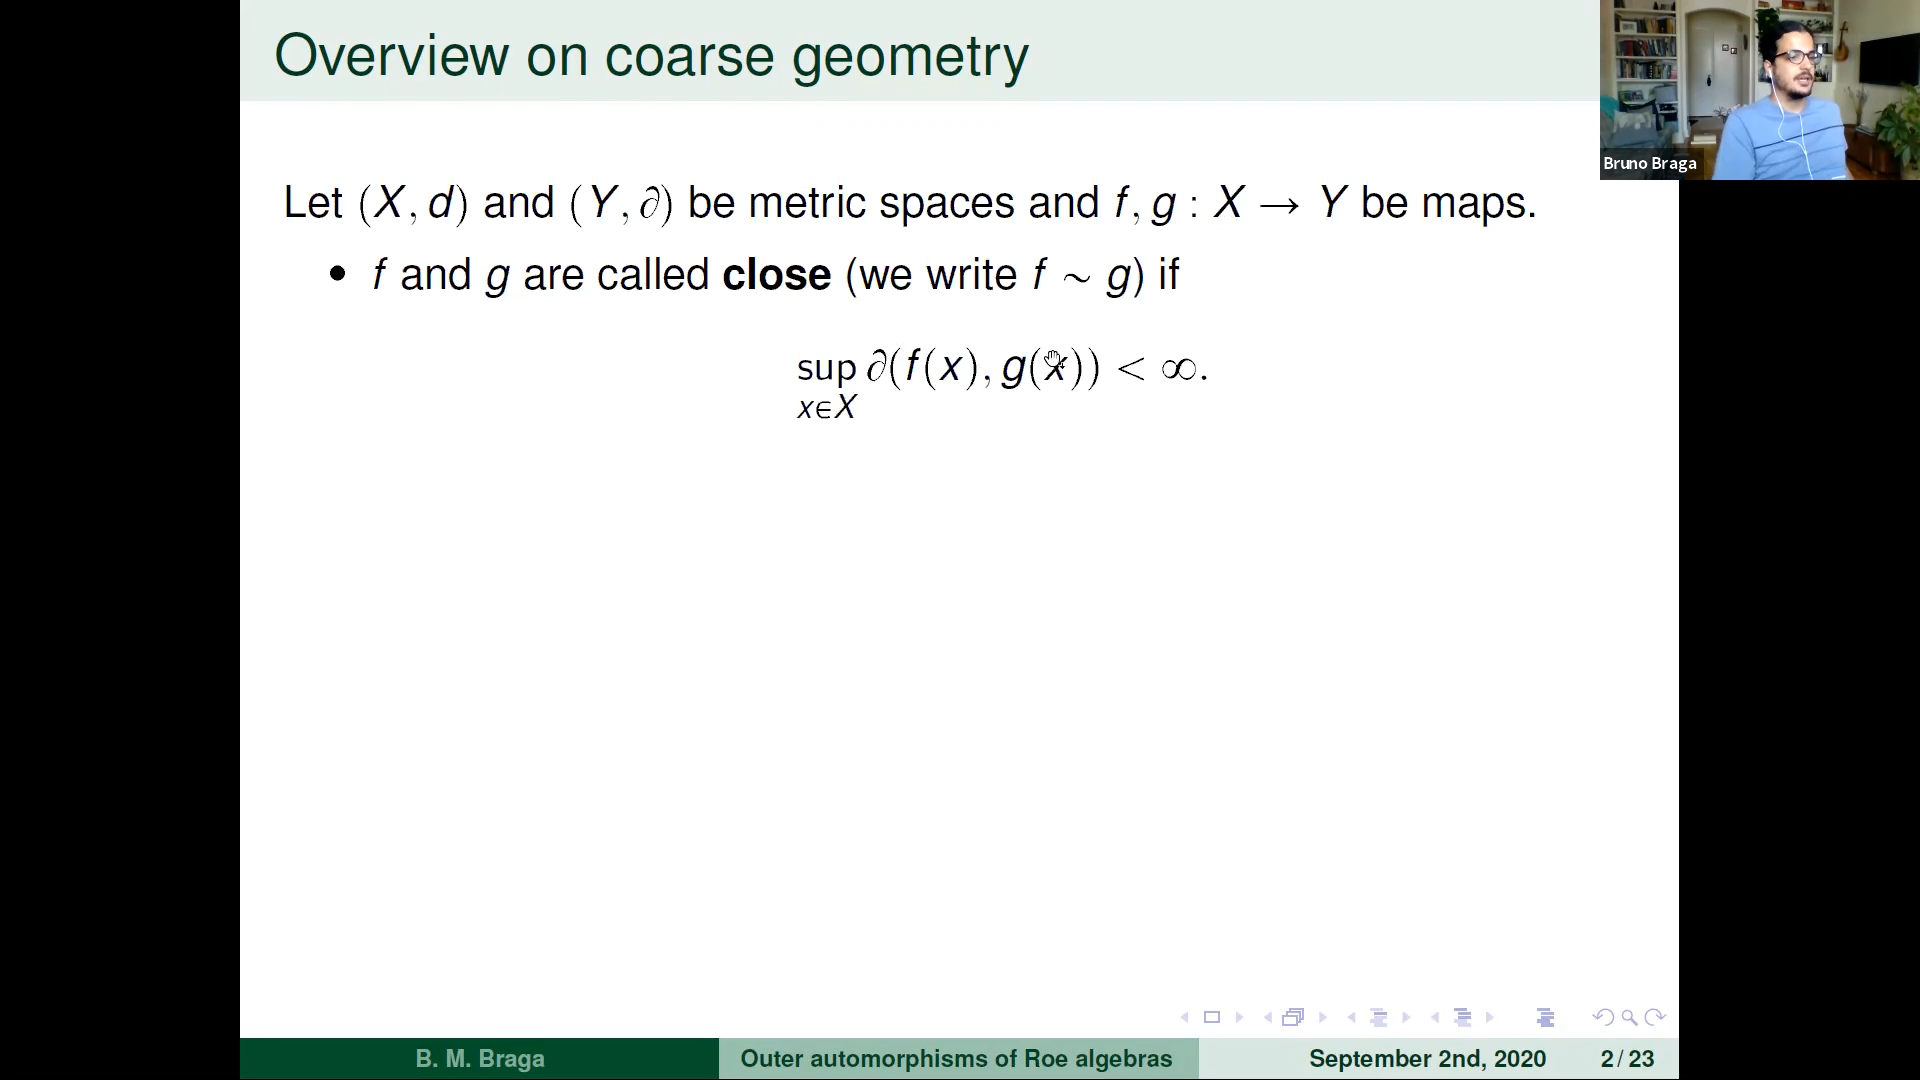 Overview on coarse geometry
Bruno Braga
Let (X, d) and (Y, ∂) be metric spaces and f, g : X → Y be maps.
• f and g are called close (we write f ∼ g) if
sup ∂(f(x), g(x)) < ∞.
x∈X
B. M. Braga
Outer automorphisms of Roe algebras
September 2nd, 2020
2 / 23